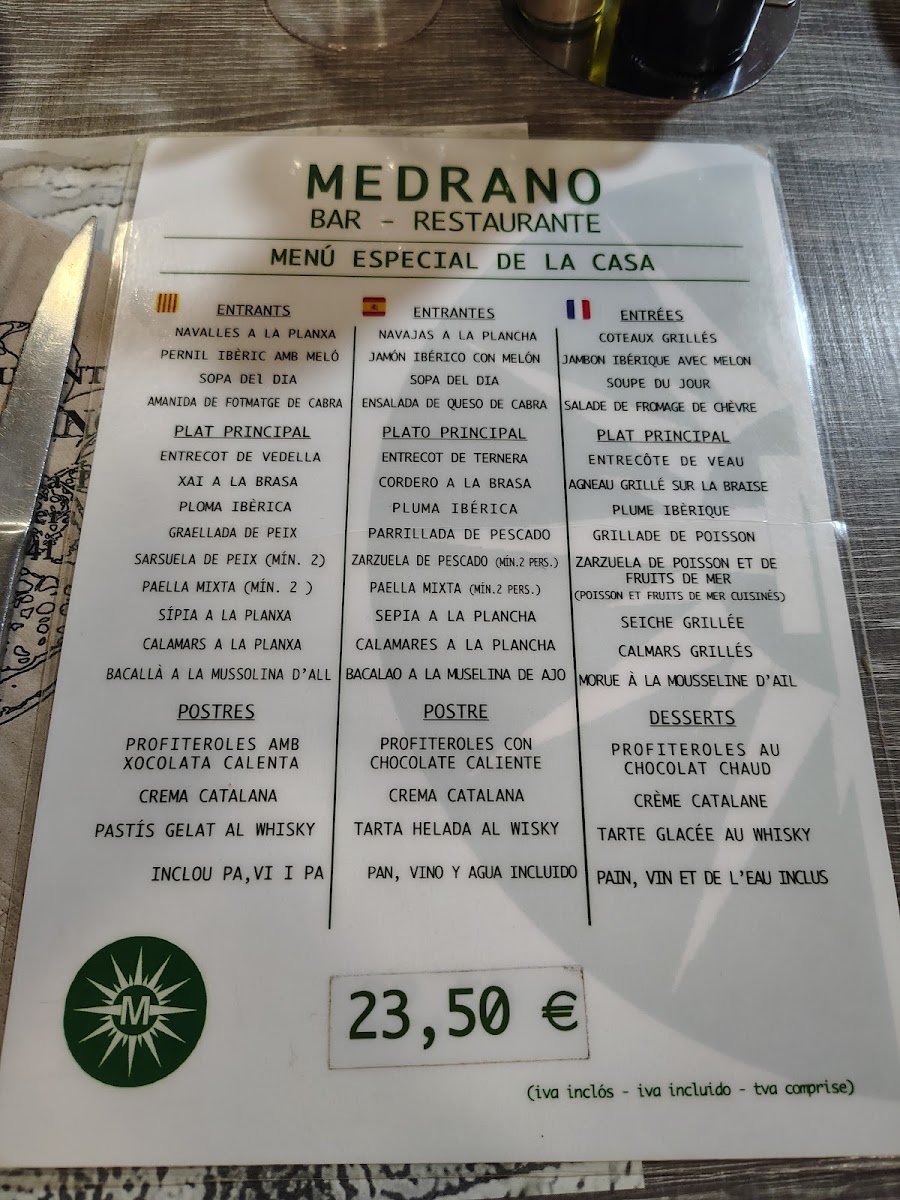 MEDRANO
BAR - RESTAURANTE
MENÚ ESPECIAL DE LA CASA
ENTRANTS
NAVALLES A LA PLANXA
PERNIL IBÈRIC AMB MELÓ
SOPA DEl DIA
AMANIDA DE FOTMATGE DE CABRA
PLAT PRINCIPAL
ENTRECOT DE VEDELLA
XAI A LA BRASA
PLOMA IBÈRICA
GRAELLADA DE PEIX
SARSUELA DE PEIX (MÍN. 2)
PAELLA MIXTA (MÍN. 2 )
SÍPIA A LA PLANXA
CALAMARS A LA PLANXA
BACALLÀ A LA MUSSOLINA D'ALL
POSTRES
PROFITEROLES AMB
XOCOLATA CALENTA
CREMA CATALANA
PASTÍS GELAT AL WHISKY
INCLOU PA,VI I PA
ENTRANTES
NAVAJAS A LA PLANCHA
JAMÓN IBÉRICO CON MELÓN
SOPA DEL DIA
ENSALADA DE QUESO DE CABRA
PLATO PRINCIPAL
ENTRECOT DE TERNERA
CORDERO A LA BRASA
PLUMA IBÉRICA
PARRILLADA DE PESCADO
ZARZUELA DE PESCADO (MÍN.2 PERS.)
PAELLA MIXTA (MÍN.2 PERS.)
SEPIA A LA PLANCHA
CALAMARES A LA PLANCHA
BACALAO A LA MUSELINA DE AJO
POSTRE
PROFITEROLES CON
CHOCOLATE CALIENTE
CREMA CATALANA
TARTA HELADA AL WISKY
PAN, VINO Y AGUA INCLUIDO
ENTRÉES
COTEAUX GRILLÉS
JAMBON IBÉRIQUE AVEC MELON
SOUPE DU JOUR
SALADE DE FROMAGE DE CHÈVRE
PLAT PRINCIPAL
ENTRECÔTE DE VEAU
AGNEAU GRILLÉ SUR LA BRAISE
PLUME IBÈRIQUE
GRILLADE DE POISSON
ZARZUELA DE POISSON ET DE
FRUITS DE MER
(POISSON ET FRUITS DE MER CUISINÉS)
SEICHE GRILLÉE
CALMARS GRILLÉS
MORUE À LA MOUSSELINE D'AIL
DESSERTS
PROFITEROLES AU
CHOCOLAT CHAUD
CRÈME CATALANE
TARTE GLACÉE AU WHISKY
PAIN, VIN ET DE L'EAU INCLUS
M
23,50 €
(iva inclós - iva incluido - tva comprise)